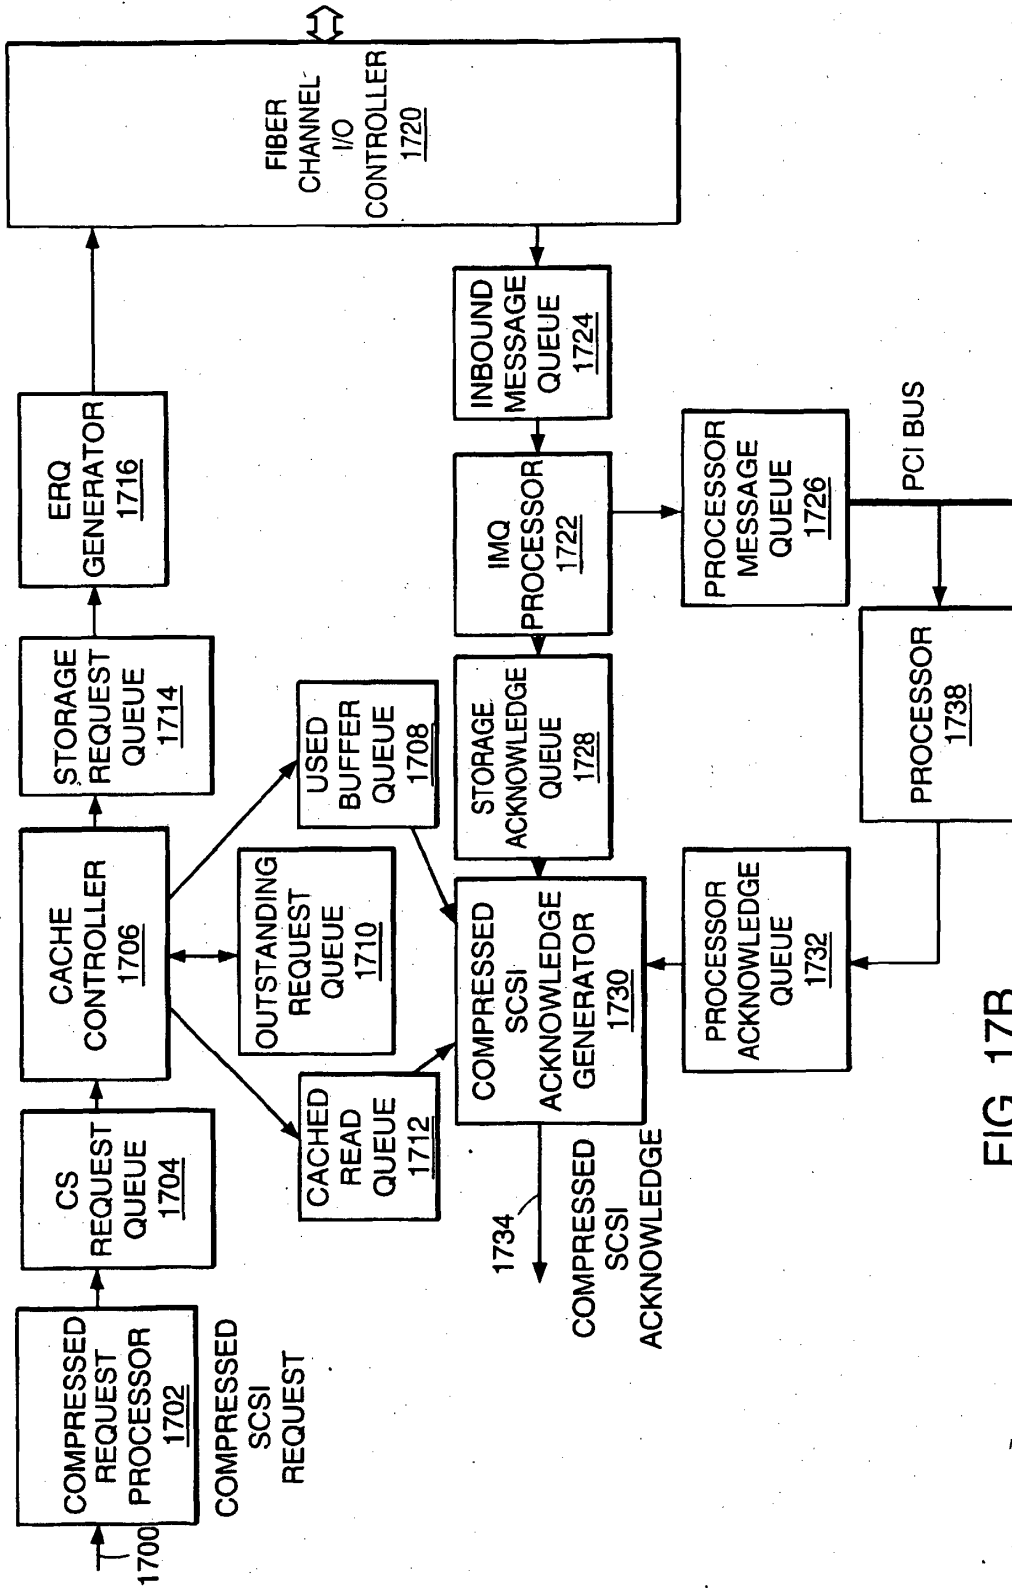 1700
COMPRESSED
REQUEST
PROCESSOR
1702
COMPRESSED
SCSI
REQUEST
CS
REQUEST
QUEUE
1704
CACHE
CONTROLLER
1706
STORAGE
REQUEST
QUEUE
1714
ERQ
GENERATOR
1716
FIBER
CHANNEL
I/O
CONTROLLER
1720
CACHED
READ
QUEUE
1712
OUTSTANDING
REQUEST
QUEUE
1710
USED
BUFFER
QUEUE
1708
1734
COMPRESSED
SCSI
ACKNOWLEDGE
COMPRESSED
SCSI
ACKNOWLEDGE
GENERATOR
1730
STORAGE
ACKNOWLEDGE
QUEUE
1728
IMQ
PROCESSOR
1722
INBOUND
MESSAGE
QUEUE
1724
PROCESSOR
ACKNOWLEDGE
QUEUE
1732
PROCESSOR
MESSAGE
QUEUE
1726
PCI BUS
PROCESSOR
1738
FIG. 17B